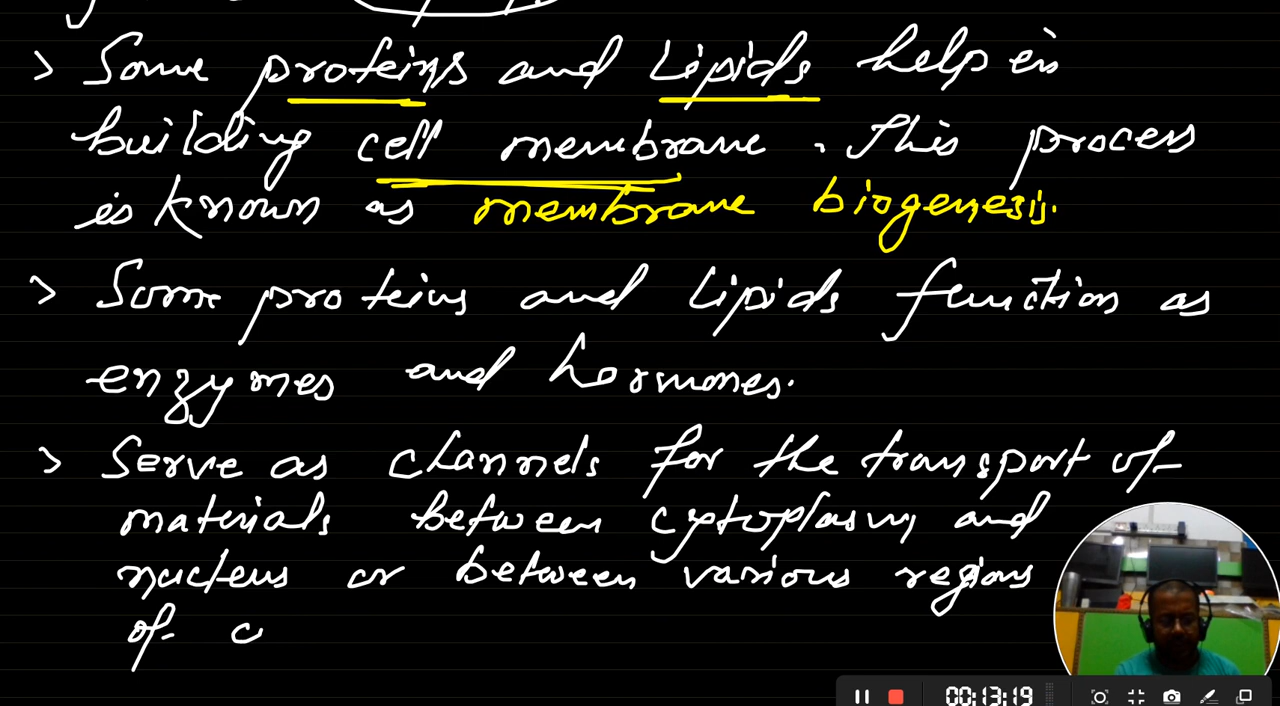 > Some proteins and Lipids help in
building cell membrane. This process
is known as membrane biogenesis.
> Some proteins and Lipids function as
enzymes and hormones.
> Serve as channels for the transport of
materials between cytoplasm and
nucleus or between various regions
of c
00:13:19